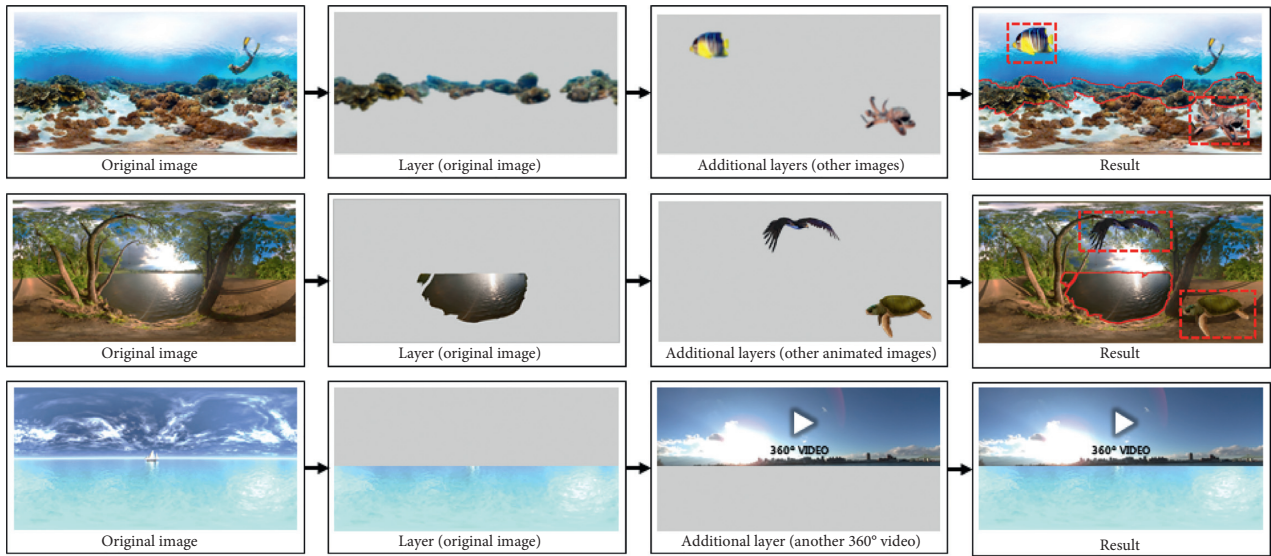 Original image
Layer (original image)
Additional layers (other images)
Result
Original image
Layer (original image)
Additional layers (other animated images)
Result
360° VIDEO
360° VIDEO
Original image
Layer (original image)
Additional layer (another 360° video)
Result